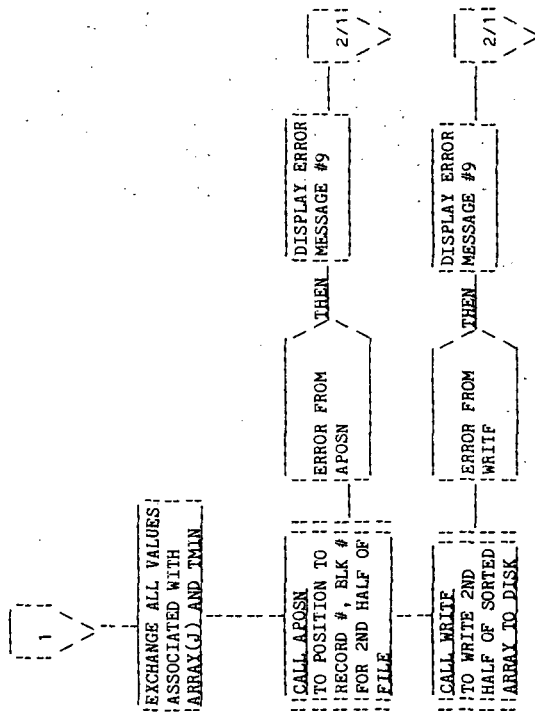 1
EXCHANGE ALL VALUES
ASSOCIATED WITH
ARRAY(J) AND TMIN
CALL APOSN
TO POSITION TO
RECORD #, BLK #
FOR 2ND HALF OF
FILE
ERROR FROM
APOSN
THEN
DISPLAY ERROR
MESSAGE #9
2/1
CALL WRITF
TO WRITE 2ND
HALF OF SORTED
ARRAY TO DISK
ERROR FROM
WRITF
THEN
DISPLAY ERROR
MESSAGE #9
2/1